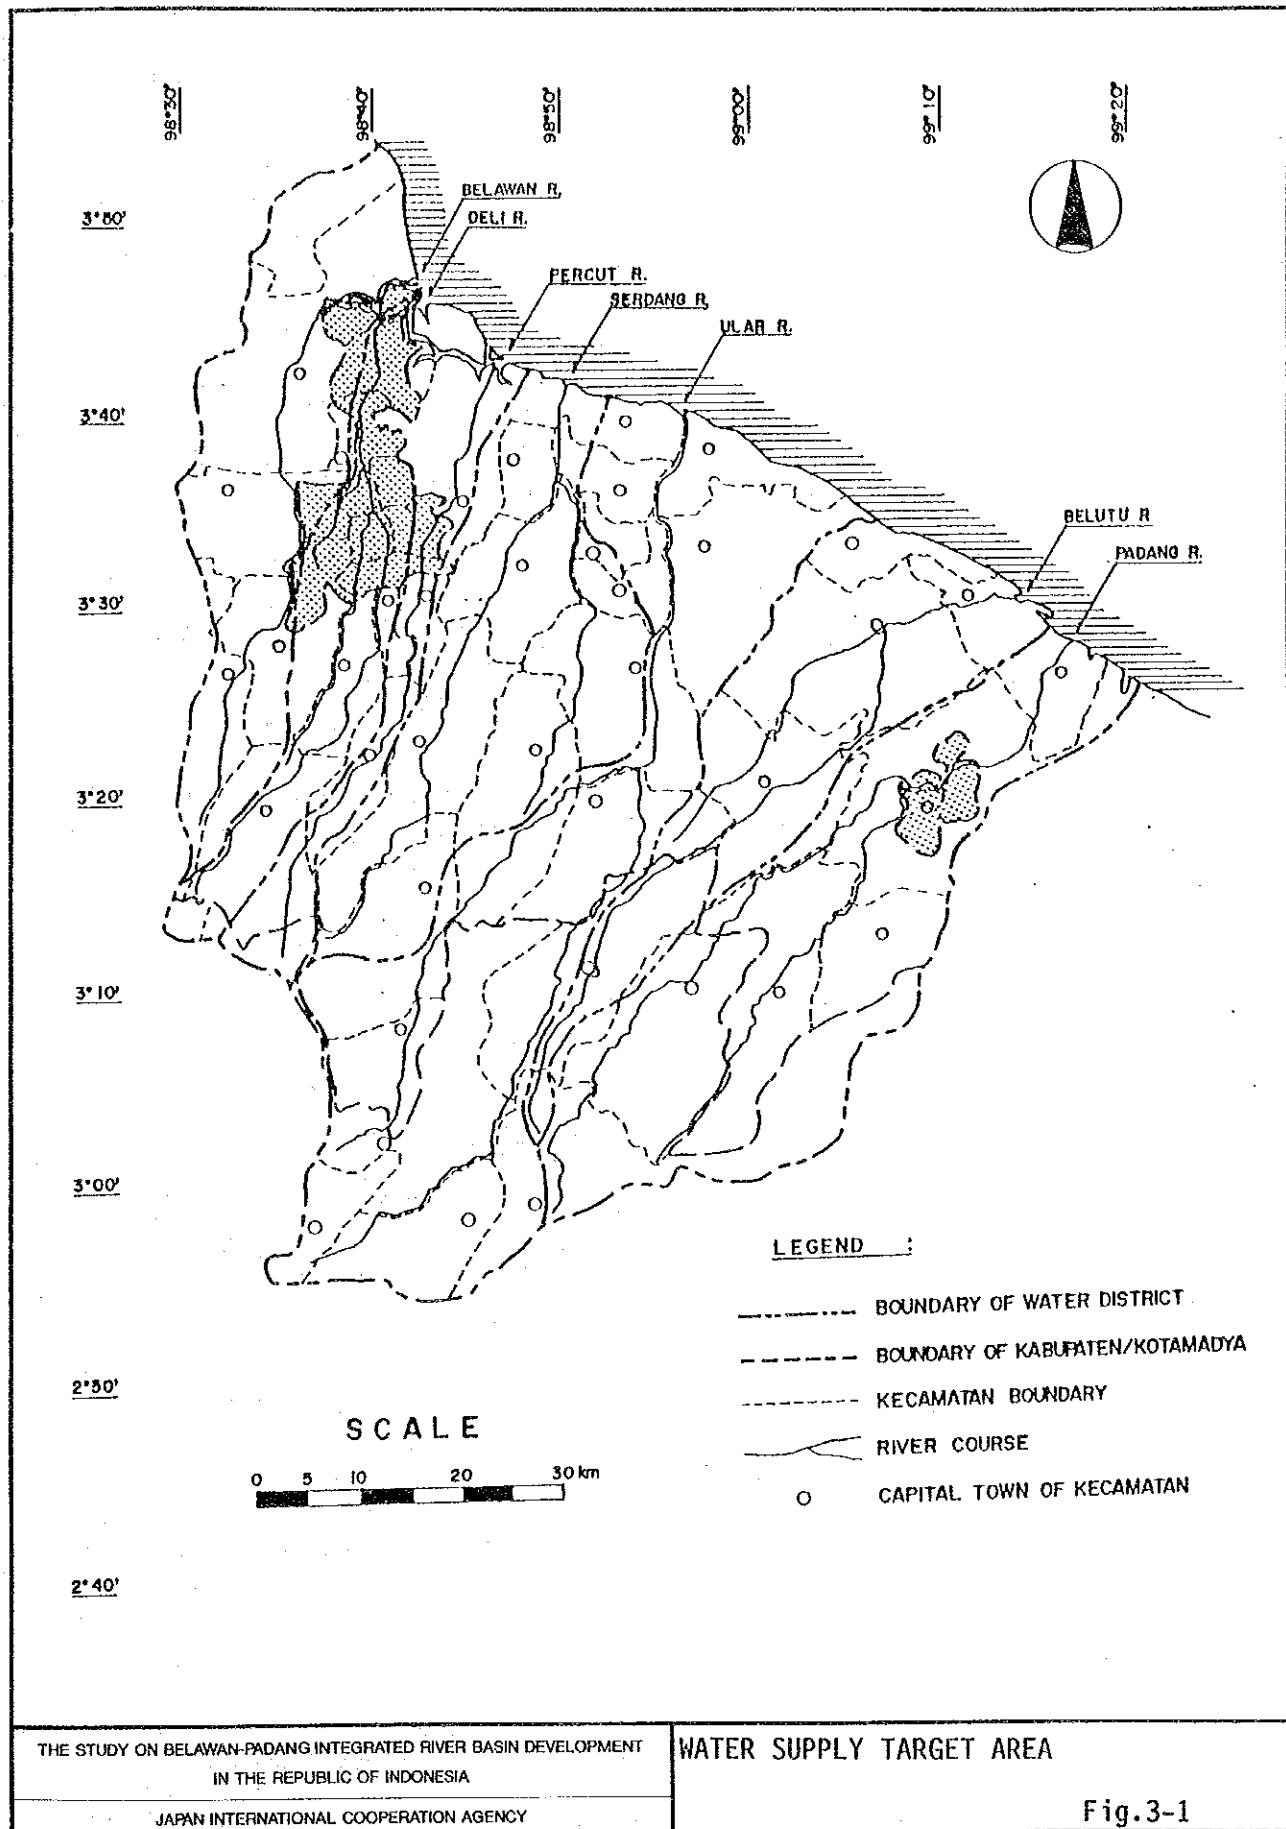 98°30'
98°40'
98°50'
99°00'
99°10'
99°20'
3°50'
3°40'
3°30'
3°20'
3°10'
3°00'
2°50'
2°40'
BELAWAN R.
DELI R.
PERCUT R.
SERDANG R.
ULAR R.
BELUTU R
PADANG R.
LEGEND :
BOUNDARY OF WATER DISTRICT
BOUNDARY OF KABUPATEN/KOTAMADYA
KECAMATAN BOUNDARY
RIVER COURSE
CAPITAL TOWN OF KECAMATAN
SCALE
0 5 10 20 30 km
THE STUDY ON BELAWAN-PADANG INTEGRATED RIVER BASIN DEVELOPMENT
IN THE REPUBLIC OF INDONESIA
JAPAN INTERNATIONAL COOPERATION AGENCY
WATER SUPPLY TARGET AREA
Fig.3-1